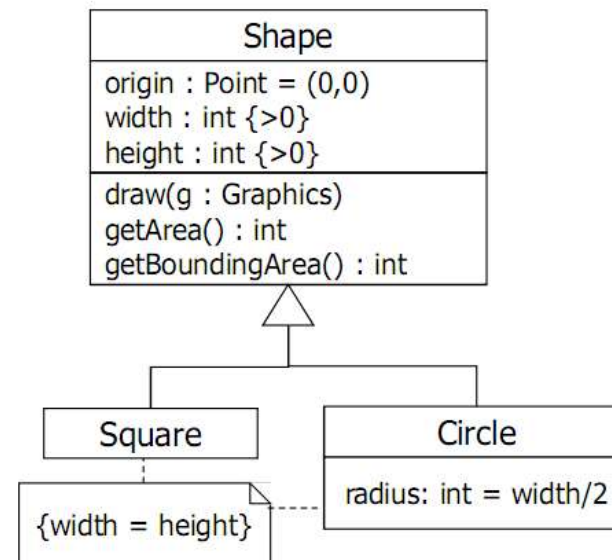 Shape
origin : Point = (0,0)
width : int {>0}
height : int {>0}
draw(g : Graphics)
getArea() : int
getBoundingArea() : int
Square
Circle
radius: int = width/2
{width = height}